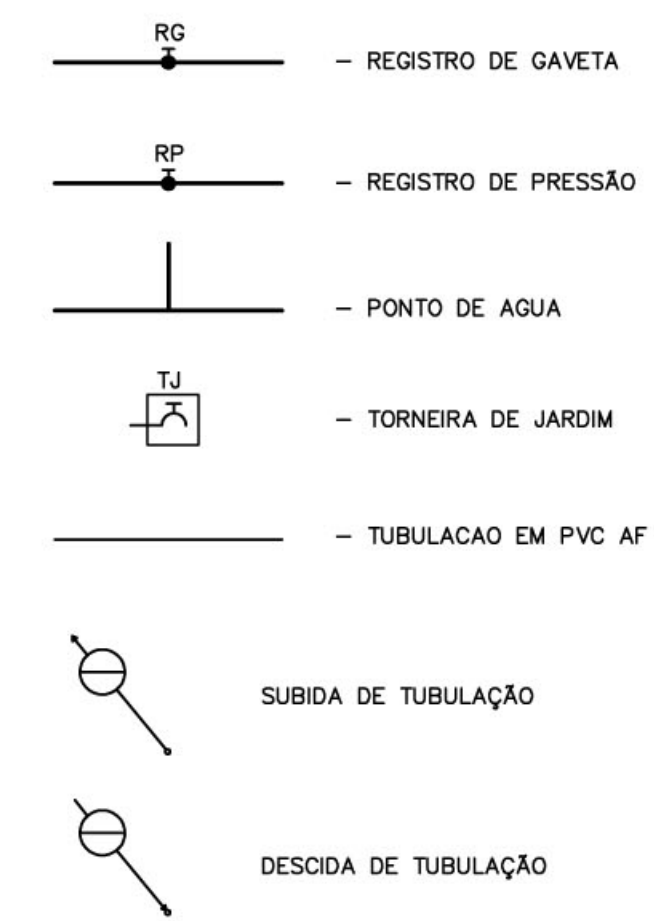 RG
– REGISTRO DE GAVETA
RP
– REGISTRO DE PRESSÃO
– PONTO DE AGUA
TJ
– TORNEIRA DE JARDIM
– TUBULACAO EM PVC AF
SUBIDA DE TUBULAÇÃO
DESCIDA DE TUBULAÇÃO